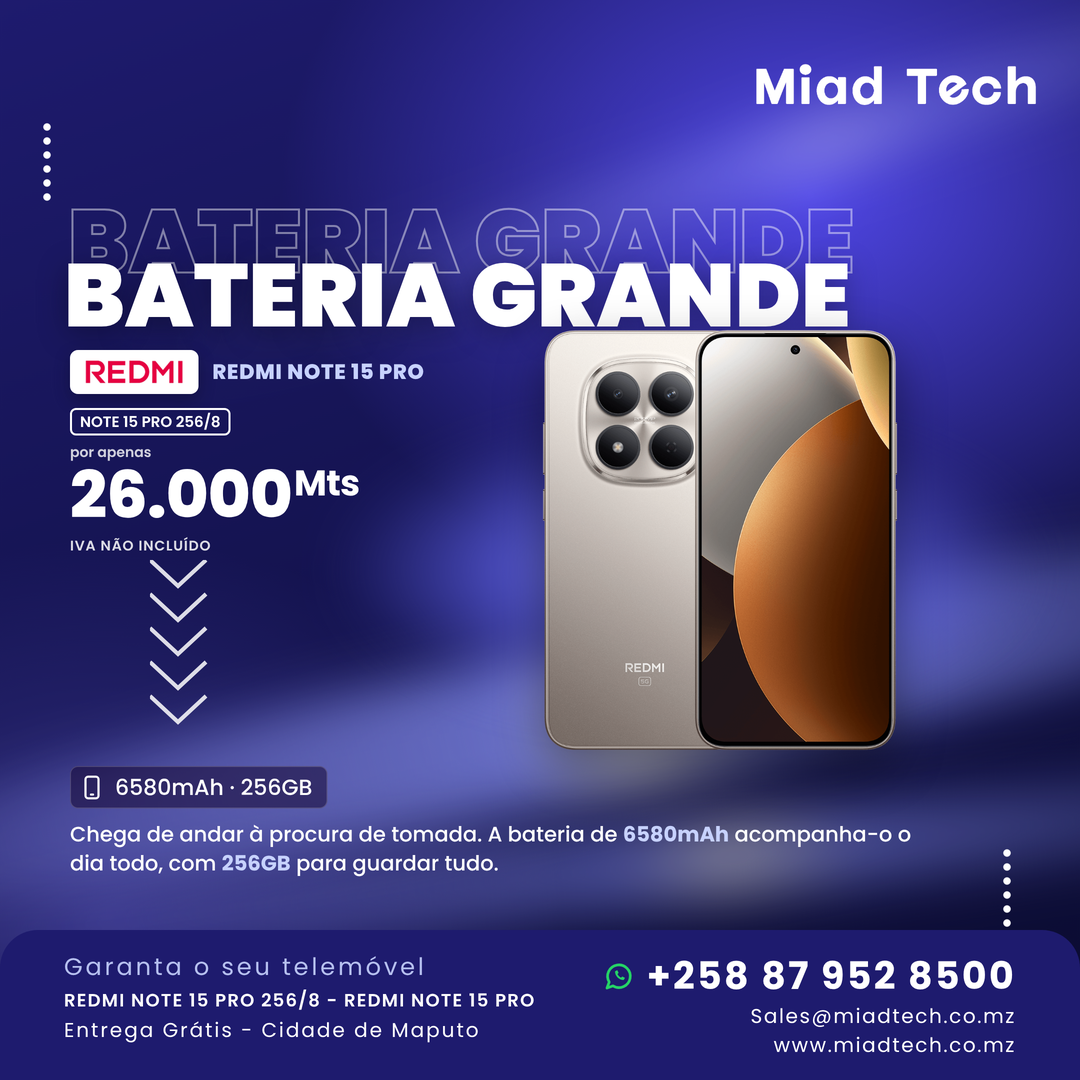 Miad Tech
BATERIA GRANDE
BATERIA GRANDE
REDMI REDMI NOTE 15 PRO
NOTE 15 PRO 256/8
por apenas
26.000Mts
IVA NÃO INCLUÍDO
REDMI
5G
6580mAh · 256GB
Chega de andar à procura de tomada. A bateria de 6580mAh acompanha-o o
dia todo, com 256GB para guardar tudo.
Garanta o seu telemóvel
REDMI NOTE 15 PRO 256/8 - REDMI NOTE 15 PRO
Entrega Grátis - Cidade de Maputo
+258 87 952 8500
Sales@miadtech.co.mz
www.miadtech.co.mz